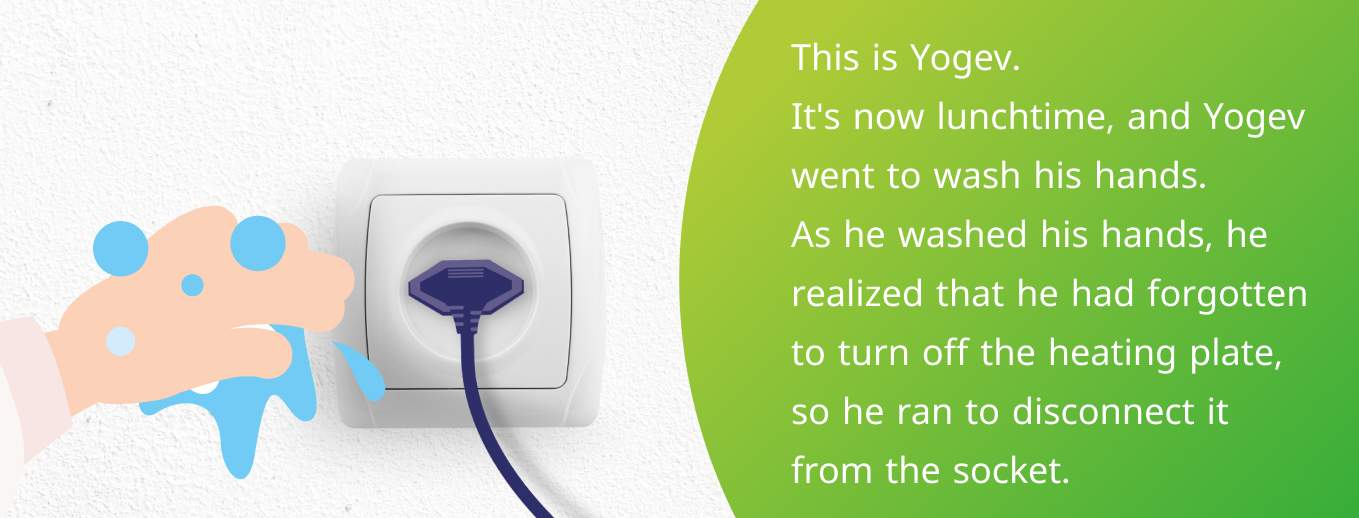 This is Yogev.
It's now lunchtime, and Yogev
went to wash his hands.
As he washed his hands, he
realized that he had forgotten
to turn off the heating plate,
so he ran to disconnect it
from the socket.